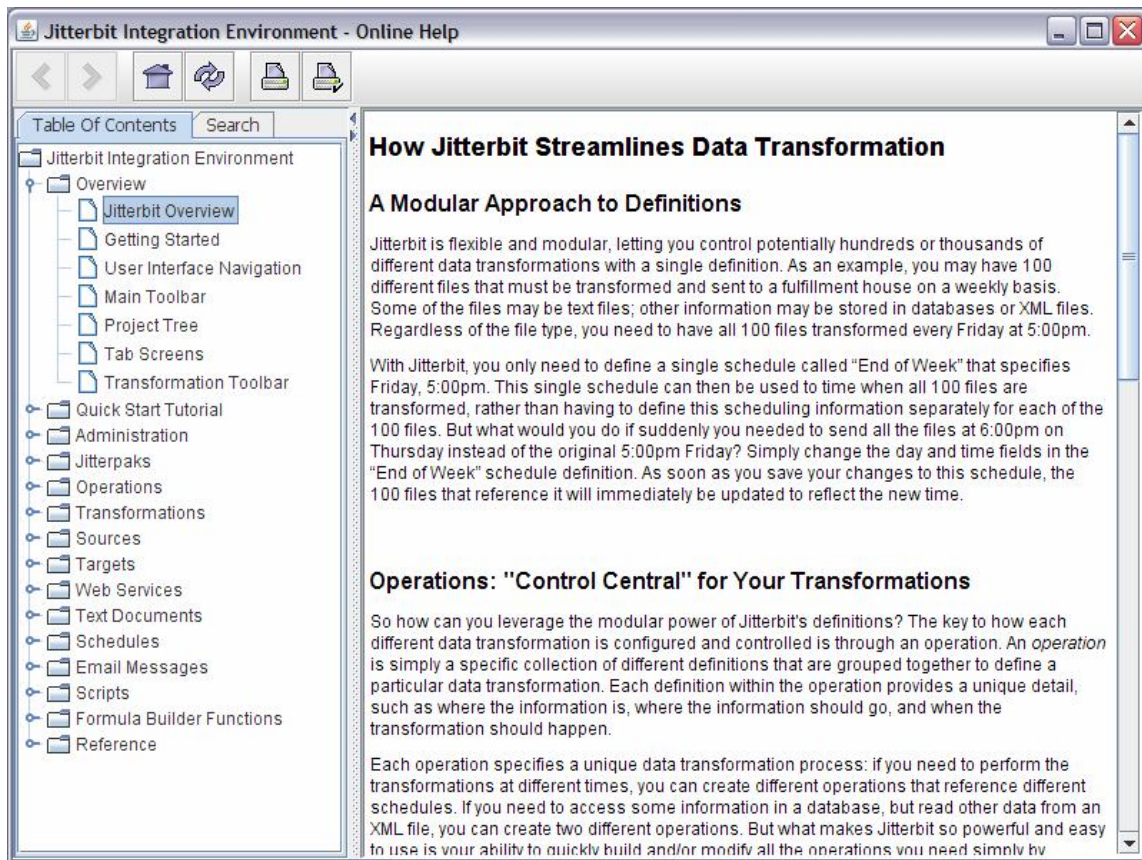 Jitterbit Integration Environment - Online Help
Table Of Contents
Search
Jitterbit Integration Environment
Overview
Jitterbit Overview
Getting Started
User Interface Navigation
Main Toolbar
Project Tree
Tab Screens
Transformation Toolbar
Quick Start Tutorial
Administration
Jitterpaks
Operations
Transformations
Sources
Targets
Web Services
Text Documents
Schedules
Email Messages
Scripts
Formula Builder Functions
Reference
How Jitterbit Streamlines Data Transformation
A Modular Approach to Definitions
Jitterbit is flexible and modular, letting you control potentially hundreds or thousands of
different data transformations with a single definition. As an example, you may have 100
different files that must be transformed and sent to a fulfillment house on a weekly basis.
Some of the files may be text files; other information may be stored in databases or XML files.
Regardless of the file type, you need to have all 100 files transformed every Friday at 5:00pm.
With Jitterbit, you only need to define a single schedule called “End of Week” that specifies
Friday, 5:00pm. This single schedule can then be used to time when all 100 files are
transformed, rather than having to define this scheduling information separately for each of the
100 files. But what would you do if suddenly you needed to send all the files at 6:00pm on
Thursday instead of the original 5:00pm Friday? Simply change the day and time fields in the
“End of Week” schedule definition. As soon as you save your changes to this schedule, the
100 files that reference it will immediately be updated to reflect the new time.
Operations: "Control Central" for Your Transformations
So how can you leverage the modular power of Jitterbit's definitions? The key to how each
different data transformation is configured and controlled is through an operation. An operation
is simply a specific collection of different definitions that are grouped together to define a
particular data transformation. Each definition within the operation provides a unique detail,
such as where the information is, where the information should go, and when the
transformation should happen.
Each operation specifies a unique data transformation process: if you need to perform the
transformations at different times, you can create different operations that reference different
schedules. If you need to access some information in a database, but read other data from an
XML file, you can create two different operations. But what makes Jitterbit so powerful and easy
to use is your ability to quickly build and/or modify all the operations you need simply by